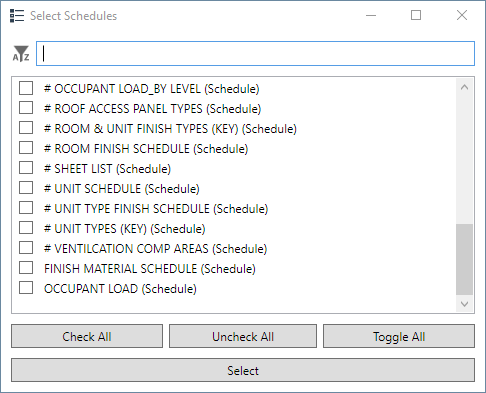 Select Schedules
AZ
# OCCUPANT LOAD_BY LEVEL (Schedule)
# ROOF ACCESS PANEL TYPES (Schedule)
# ROOM & UNIT FINISH TYPES (KEY) (Schedule)
# ROOM FINISH SCHEDULE (Schedule)
# SHEET LIST (Schedule)
# UNIT SCHEDULE (Schedule)
# UNIT TYPE FINISH SCHEDULE (Schedule)
# UNIT TYPES (KEY) (Schedule)
# VENTILCATION COMP AREAS (Schedule)
FINISH MATERIAL SCHEDULE (Schedule)
OCCUPANT LOAD (Schedule)
Check All Uncheck All Toggle All
Select